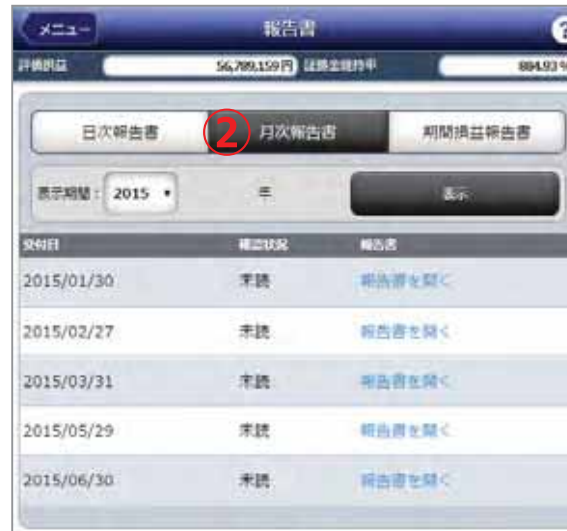 メニュー 報告書 ?
評価損益 56,789,159円 証拠金維持率 884.93 %
日次報告書 ② 月次報告書 期間損益報告書
表示期間： 2015 年 表示
交付日 確認状況 報告書
2015/01/30 未読 報告書を開く
2015/02/27 未読 報告書を開く
2015/03/31 未読 報告書を開く
2015/05/29 未読 報告書を開く
2015/06/30 未読 報告書を開く